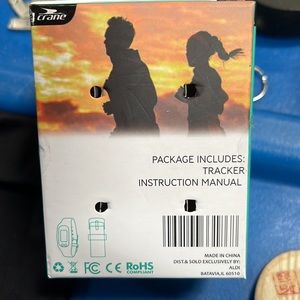 crane
PACKAGE INCLUDES:
TRACKER
INSTRUCTION MANUAL
CE FC RoHS
COMPLIANT
MADE IN CHINA
DIST.& SOLD EXCLUSIVELY BY:
ALDI
BATAVIA,IL 60510